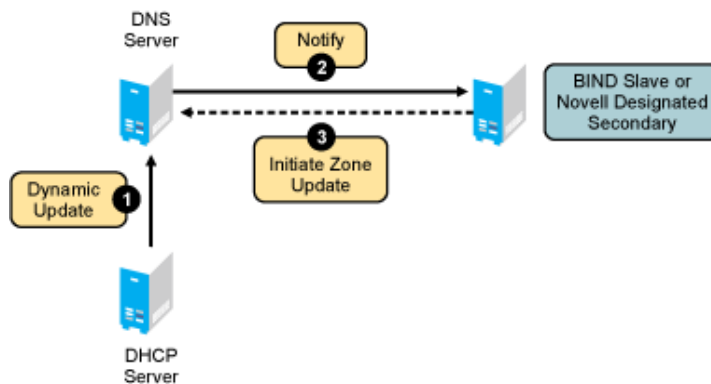 DNS
Server
Notify
2
BIND Slave or
Novell Designated
Secondary
3
Initiate Zone
Update
Dynamic
Update
1
DHCP
Server